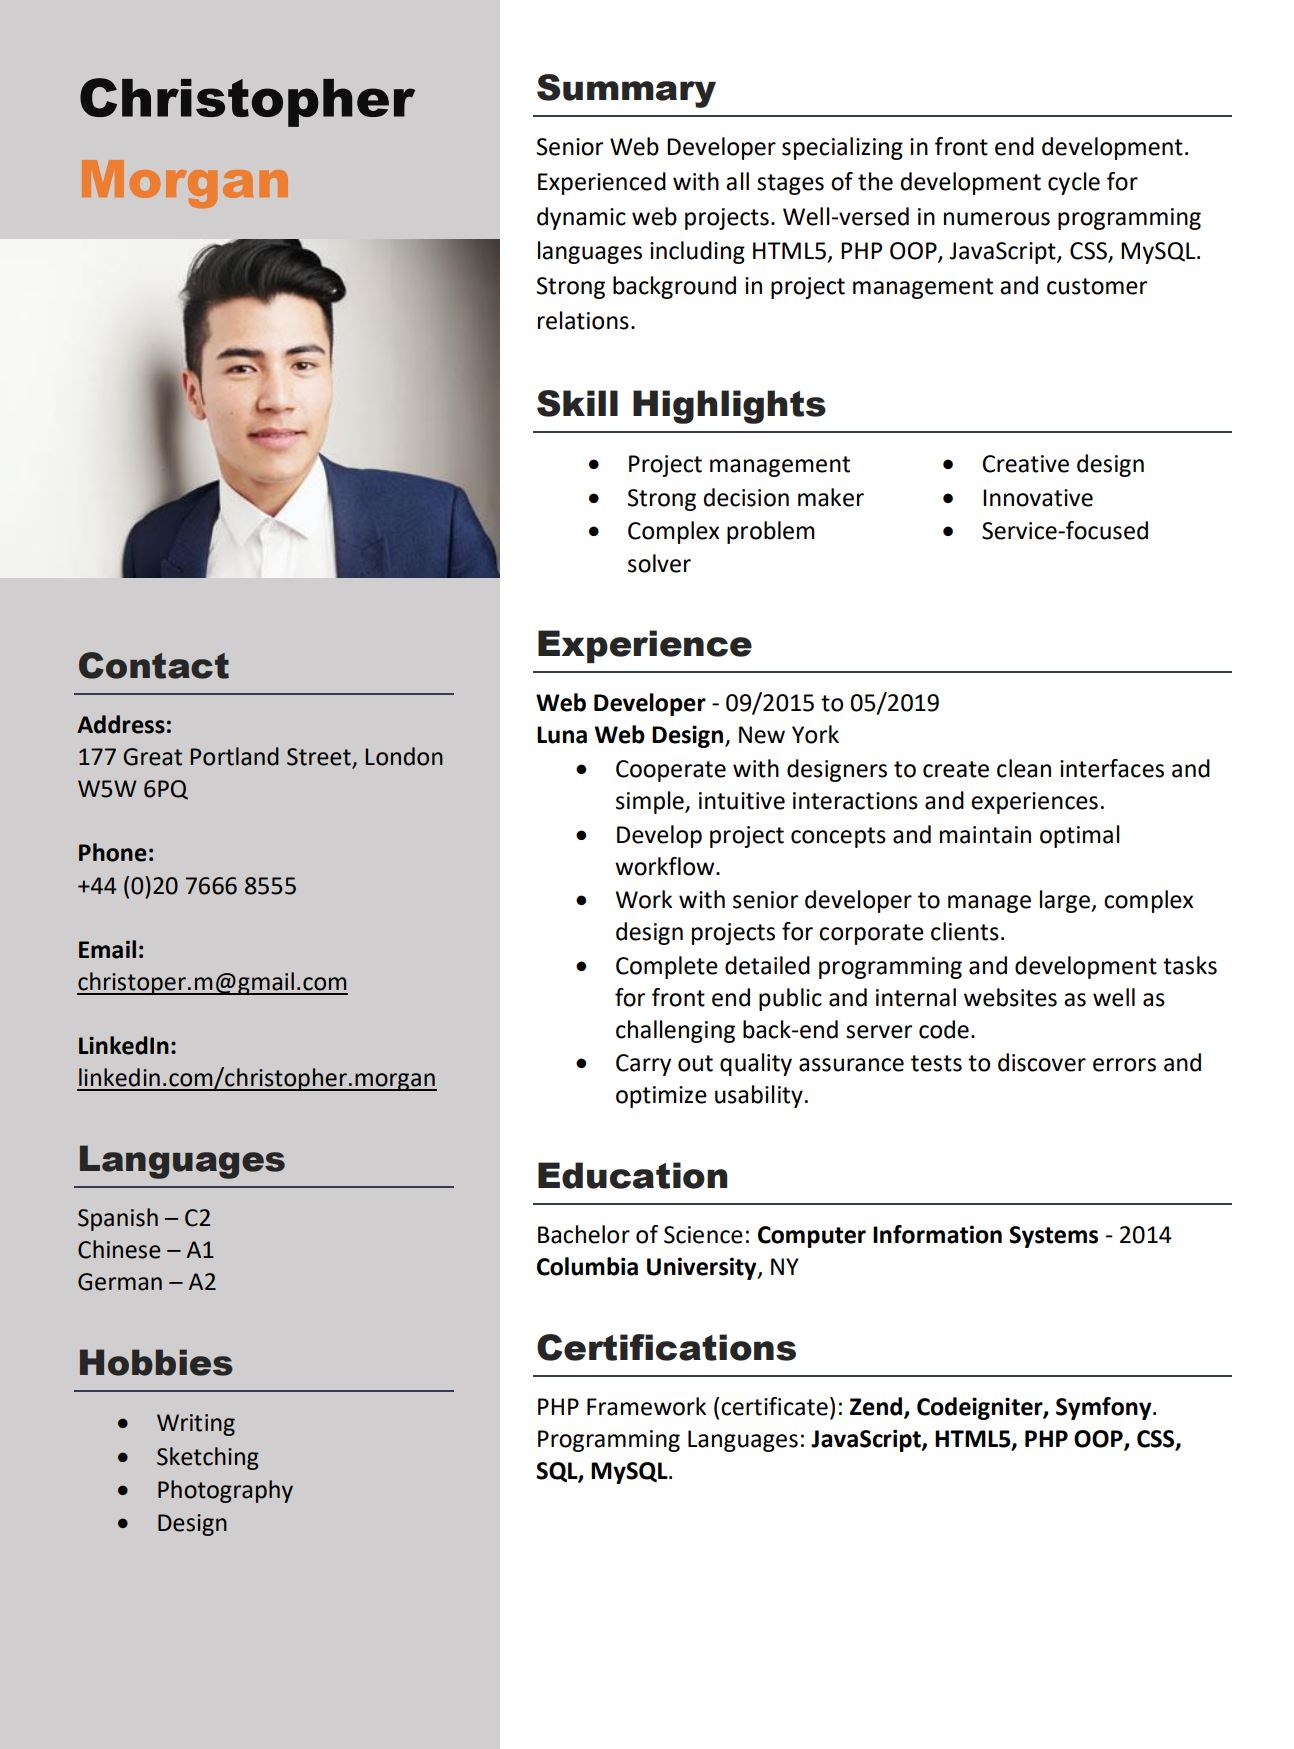 Christopher
Morgan
Contact
Address:
177 Great Portland Street, London
W5W 6PQ
Phone:
+44 (0)20 7666 8555
Email:
christoper.m@gmail.com
LinkedIn:
linkedin.com/christopher.morgan
Languages
Spanish – C2
Chinese – A1
German – A2
Hobbies
• Writing
• Sketching
• Photography
• Design
Summary
Senior Web Developer specializing in front end development.
Experienced with all stages of the development cycle for
dynamic web projects. Well-versed in numerous programming
languages including HTML5, PHP OOP, JavaScript, CSS, MySQL.
Strong background in project management and customer
relations.
Skill Highlights
• Project management
• Strong decision maker
• Complex problem
solver
• Creative design
• Innovative
• Service-focused
Experience
Web Developer - 09/2015 to 05/2019
Luna Web Design, New York
• Cooperate with designers to create clean interfaces and
simple, intuitive interactions and experiences.
• Develop project concepts and maintain optimal
workflow.
• Work with senior developer to manage large, complex
design projects for corporate clients.
• Complete detailed programming and development tasks
for front end public and internal websites as well as
challenging back-end server code.
• Carry out quality assurance tests to discover errors and
optimize usability.
Education
Bachelor of Science: Computer Information Systems - 2014
Columbia University, NY
Certifications
PHP Framework (certificate): Zend, Codeigniter, Symfony.
Programming Languages: JavaScript, HTML5, PHP OOP, CSS,
SQL, MySQL.